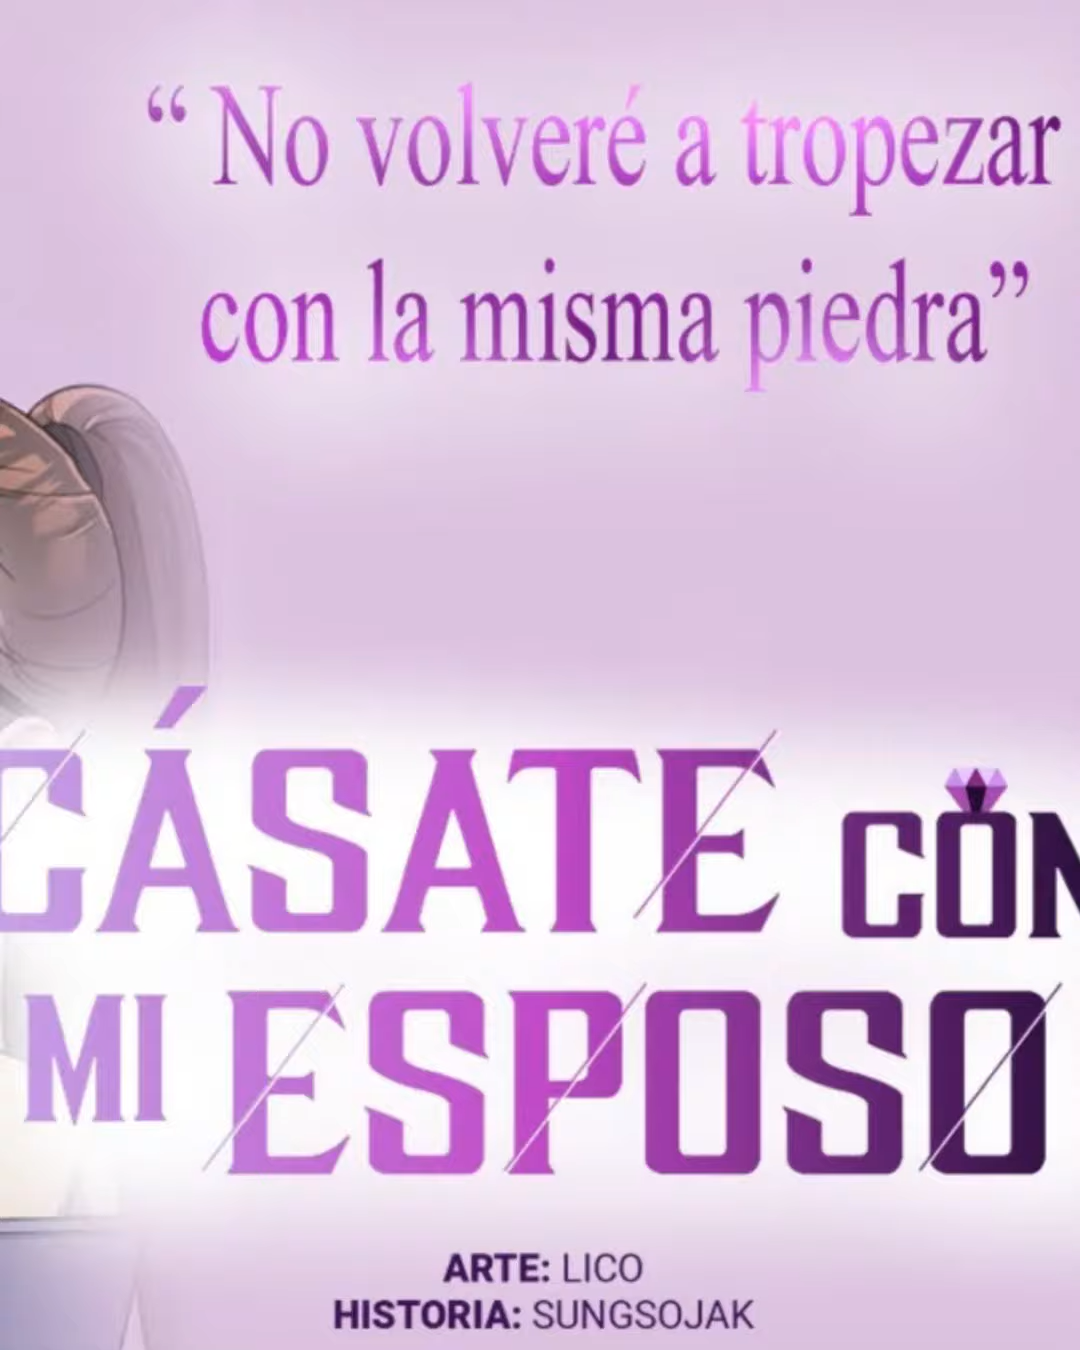 “ No volveré a tropezar
con la misma piedra”
CÁSATE CON
MI ESPOSO
ARTE: LICO
HISTORIA: SUNGSOJAK